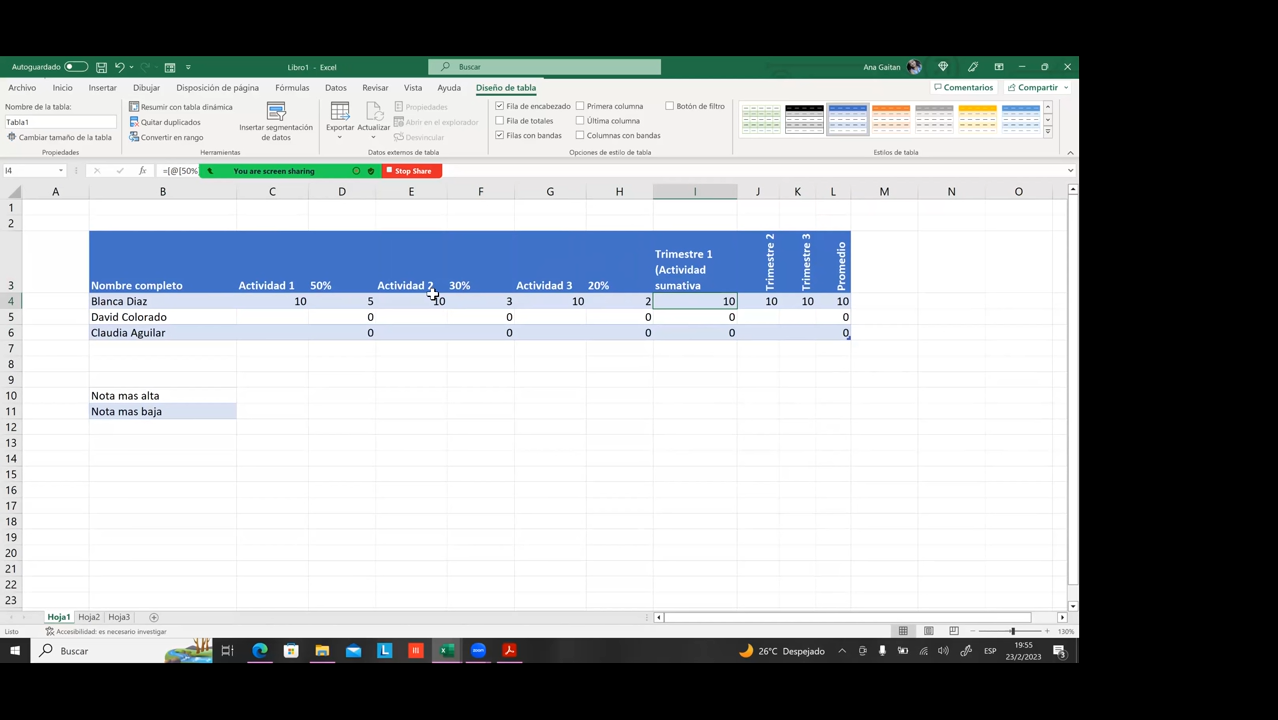 Autoguardado
Libro1 - Excel
Buscar
Ana Gaitan
Archivo Inicio Insertar Dibujar Disposición de página Fórmulas Datos Revisar Vista Ayuda Diseño de tabla
Comentarios Compartir
Nombre de la tabla:
Tabla1
Cambiar tamaño de la tabla
Propiedades
Resumir con tabla dinámica
Quitar duplicados
Convertir en rango
Insertar segmentación
de datos
Herramientas
Exportar Actualizar
Propiedades
Abrir en el explorador
Desvincular
Datos externos de tabla
Fila de encabezado Primera columna Botón de filtro
Fila de totales Última columna
Filas con bandas Columnas con bandas
Opciones de estilo de tabla
Estilos de tabla
I4
fx
=[@[50%
You are screen sharing
Stop Share
A B C D E F G H I J K L M N O
1
2
3 Nombre completo Actividad 1 50% Actividad 2 30% Actividad 3 20%
Trimestre 1
(Actividad
sumativa
Trimestre 2
Trimestre 3
Promedio
4 Blanca Diaz 10 5 10 3 10 2 10 10 10 10
5 David Colorado 0 0 0 0 0
6 Claudia Aguilar 0 0 0 0 0
7
8
9
10 Nota mas alta
11 Nota mas baja
12
13
14
15
16
17
18
19
20
21
22
23
Hoja1 Hoja2 Hoja3
Listo
Accesibilidad: es necesario investigar
130%
Buscar
L
zoom
26°C Despejado
ESP
19:55
23/2/2023
3